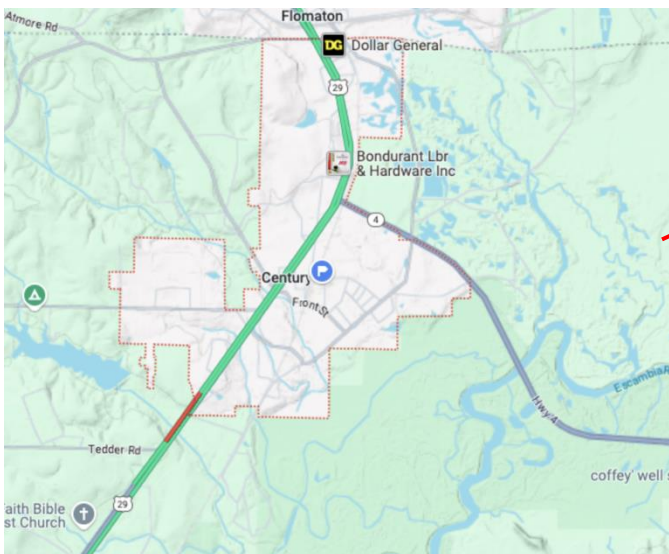 Flomaton
Atmore Rd
DG Dollar General
29
Bondurant Lbr
& Hardware Inc
4
Century
P
Front St
Escambia
Hwy 4
Tedder Rd
coffey' well s
29
aith Bible
st Church